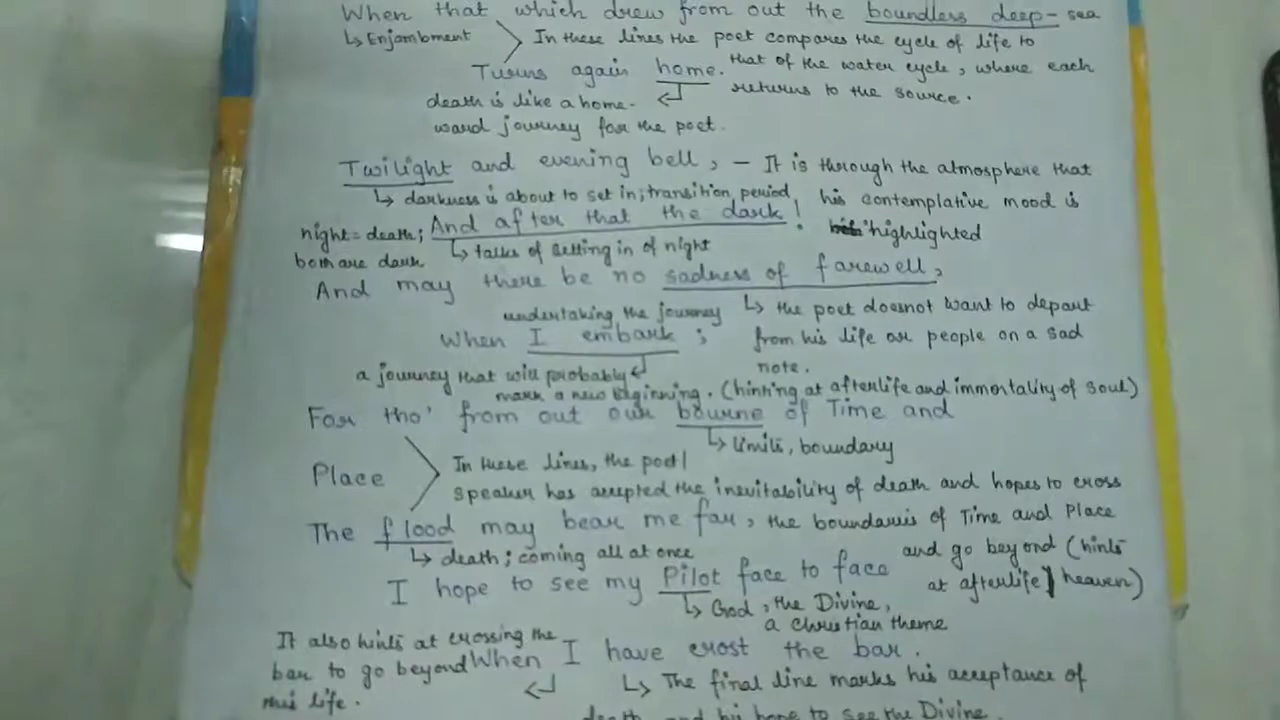 When that which drew from out the boundless deep - sea
↳ Enjambment
In these lines the poet compares the cycle of life to
Turns again home. that of the water cycle, where each
death is like a home- returns to the source.
ward journey for the poet.
Twilight and evening bell, - It is through the atmosphere that
↳ darkness is about to set in; transition period, his contemplative mood is
And after that the dark! highlighted
night = death; ↳ talks of setting in of night
both are dark
And may there be no sadness of farewell,
undertaking the journey ↳ the poet doesnot want to depart
When I embark; from his life or people on a sad
a journey that will probably note.
mark a new beginning. (hinting at afterlife and immortality of soul)
For tho' from out our bourne of Time and
↳ limits, boundary
Place In these lines, the poet/
speaker has accepted the inevitability of death and hopes to cross
The flood may bear me far, the boundaries of Time and Place
↳ death; coming all at once and go beyond (hints
I hope to see my Pilot face to face at afterlife/heaven)
↳ God, the Divine,
a christian theme
It also hints at crossing the
bar to go beyond When I have crost the bar.
this life. ↳ The final line marks his acceptance of
death and his hope to see the Divine.